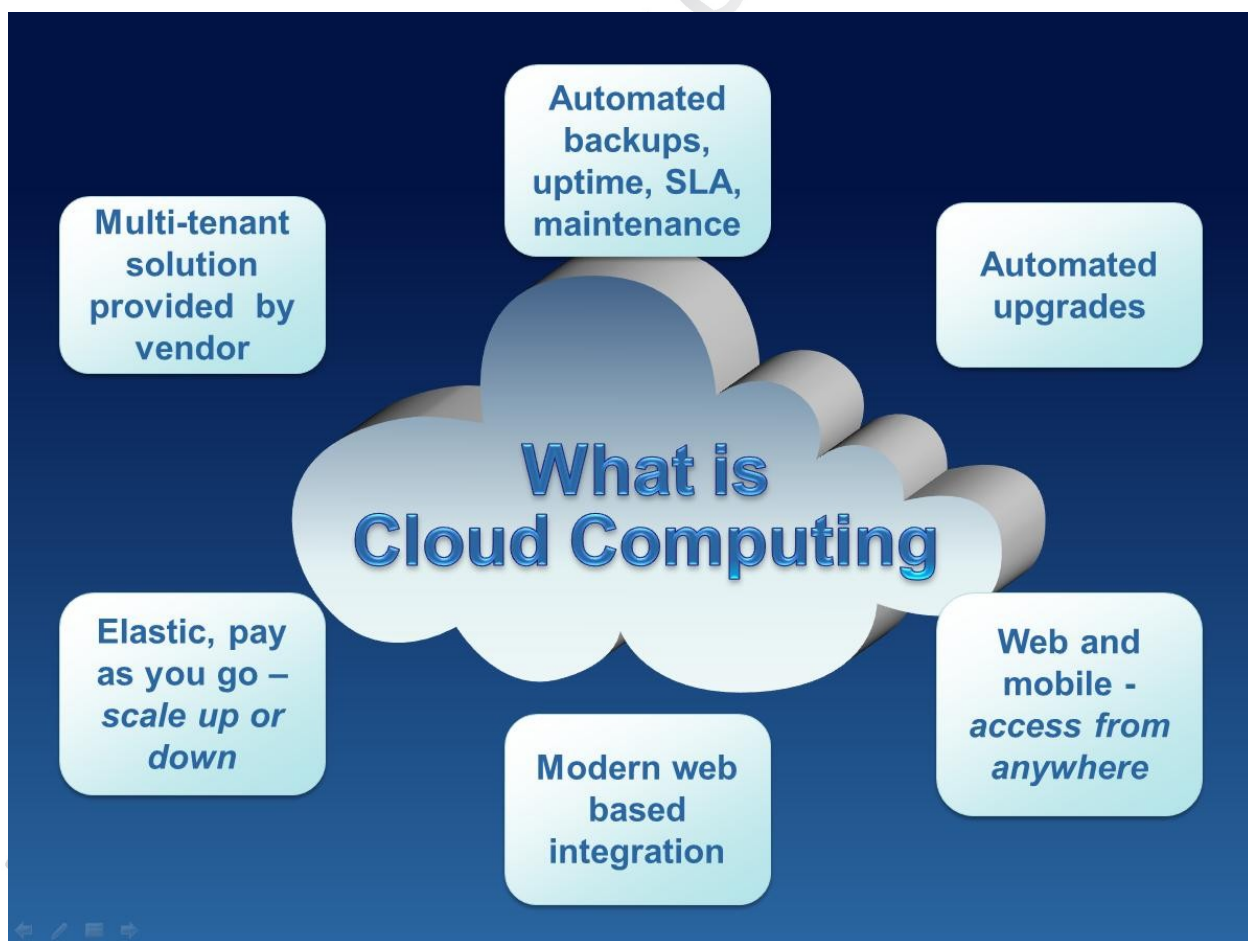 Automated
backups,
uptime, SLA,
maintenance
Multi-tenant
solution
provided by
vendor
Automated
upgrades
What is
Cloud Computing
Elastic, pay
as you go –
scale up or
down
Web and
mobile -
access from
anywhere
Modern web
based
integration